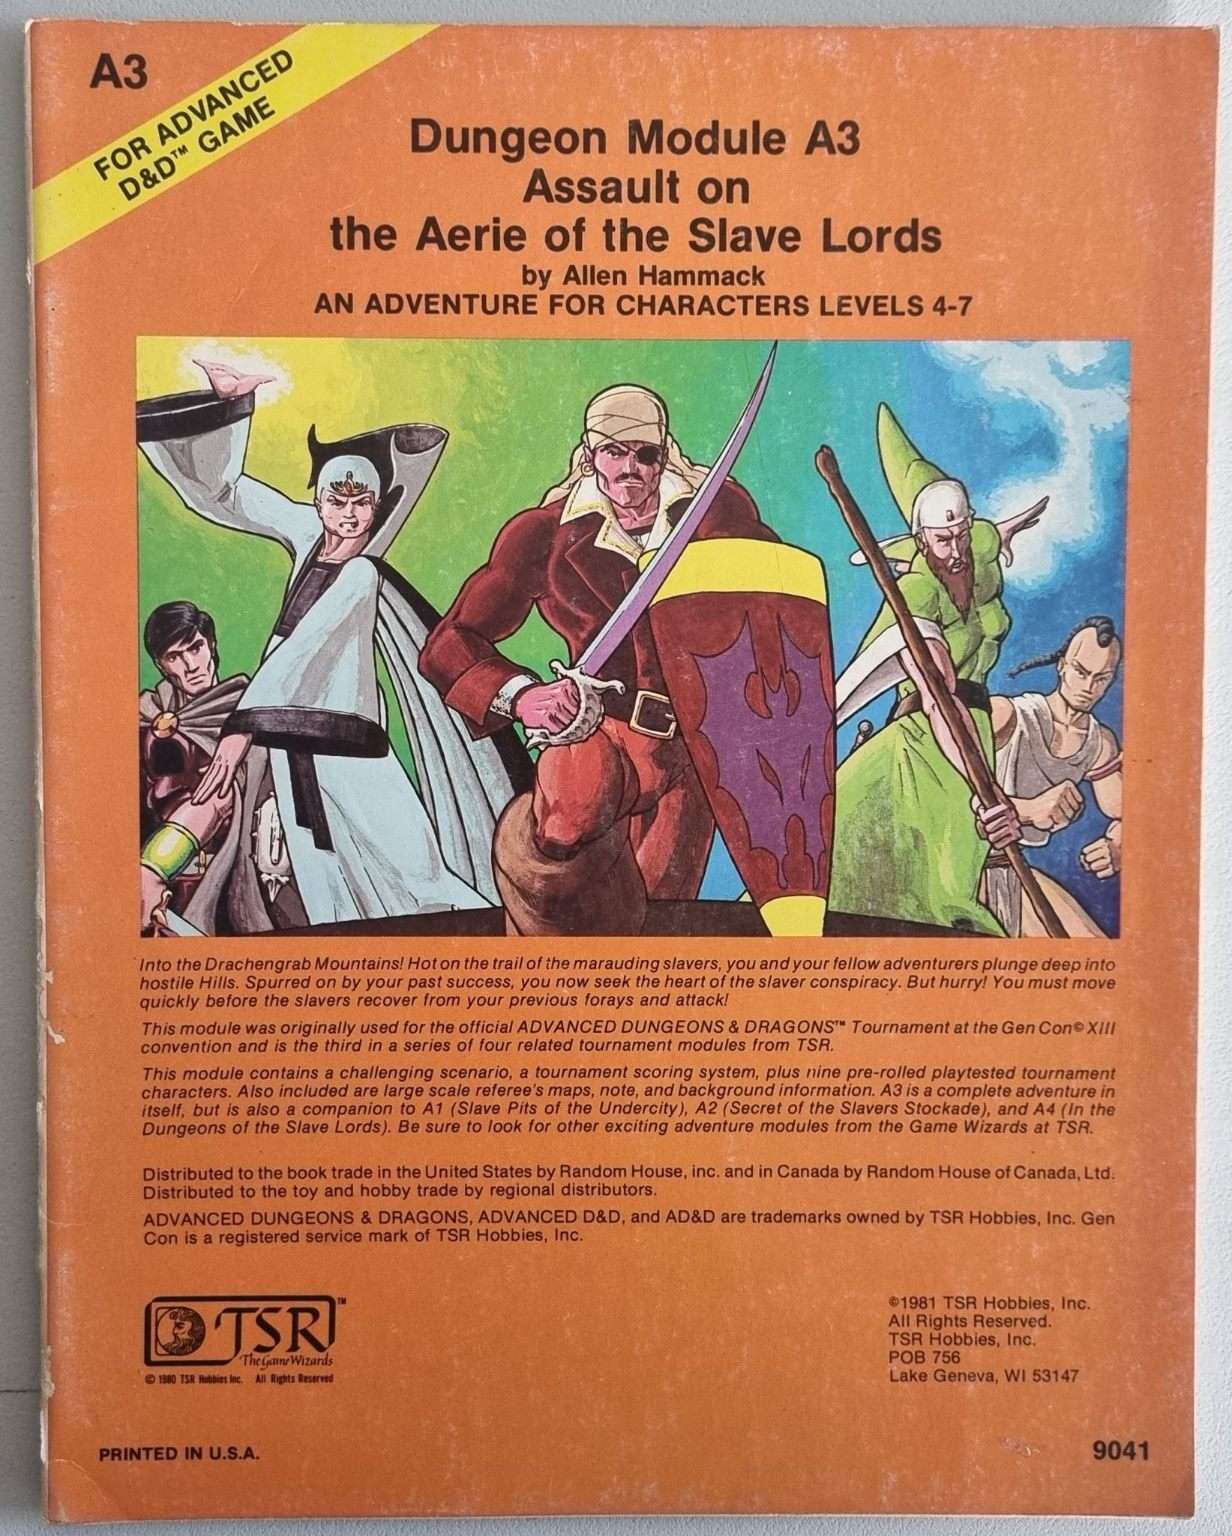 A3
FOR ADVANCED
D&D™ GAME
Dungeon Module A3
Assault on
the Aerie of the Slave Lords
by Allen Hammack
AN ADVENTURE FOR CHARACTERS LEVELS 4-7
Into the Drachengrab Mountains! Hot on the trail of the marauding slavers, you and your fellow adventurers plunge deep into
hostile Hills. Spurred on by your past success, you now seek the heart of the slaver conspiracy. But hurry! You must move
quickly before the slavers recover from your previous forays and attack!
This module was originally used for the official ADVANCED DUNGEONS & DRAGONS™ Tournament at the Gen Con© XIII
convention and is the third in a series of four related tournament modules from TSR.
This module contains a challenging scenario, a tournament scoring system, plus nine pre-rolled playtested tournament
characters. Also included are large scale referee's maps, note, and background information. A3 is a complete adventure in
itself, but is also a companion to A1 (Slave Pits of the Undercity), A2 (Secret of the Slavers Stockade), and A4 (In the
Dungeons of the Slave Lords). Be sure to look for other exciting adventure modules from the Game Wizards at TSR.
Distributed to the book trade in the United States by Random House, inc. and in Canada by Random House of Canada, Ltd.
Distributed to the toy and hobby trade by regional distributors.
ADVANCED DUNGEONS & DRAGONS, ADVANCED D&D, and AD&D are trademarks owned by TSR Hobbies, Inc. Gen
Con is a registered service mark of TSR Hobbies, Inc.
TSR™
The Game Wizards
© 1980 TSR Hobbies Inc. All Rights Reserved
©1981 TSR Hobbies, Inc.
All Rights Reserved.
TSR Hobbies, Inc.
POB 756
Lake Geneva, WI 53147
PRINTED IN U.S.A.
9041